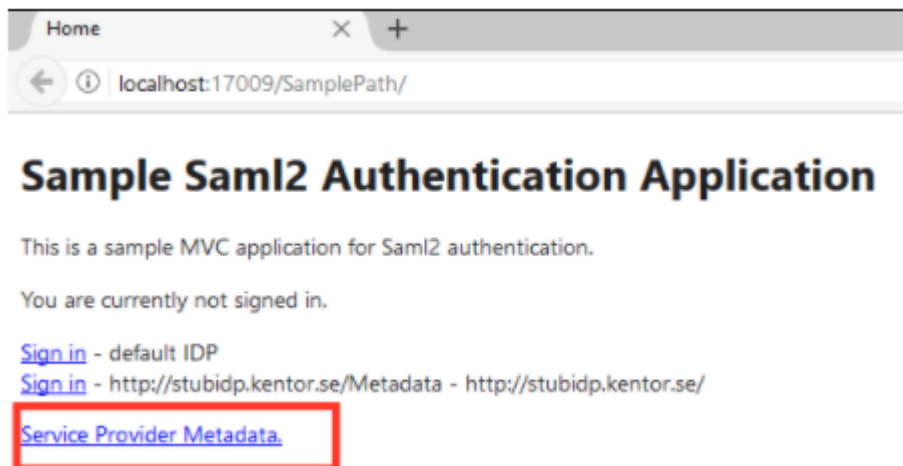 Home
localhost:17009/SamplePath/
Sample Saml2 Authentication Application
This is a sample MVC application for Saml2 authentication.
You are currently not signed in.
Sign in - default IDP
Sign in - http://stubidp.kentor.se/Metadata - http://stubidp.kentor.se/
Service Provider Metadata.